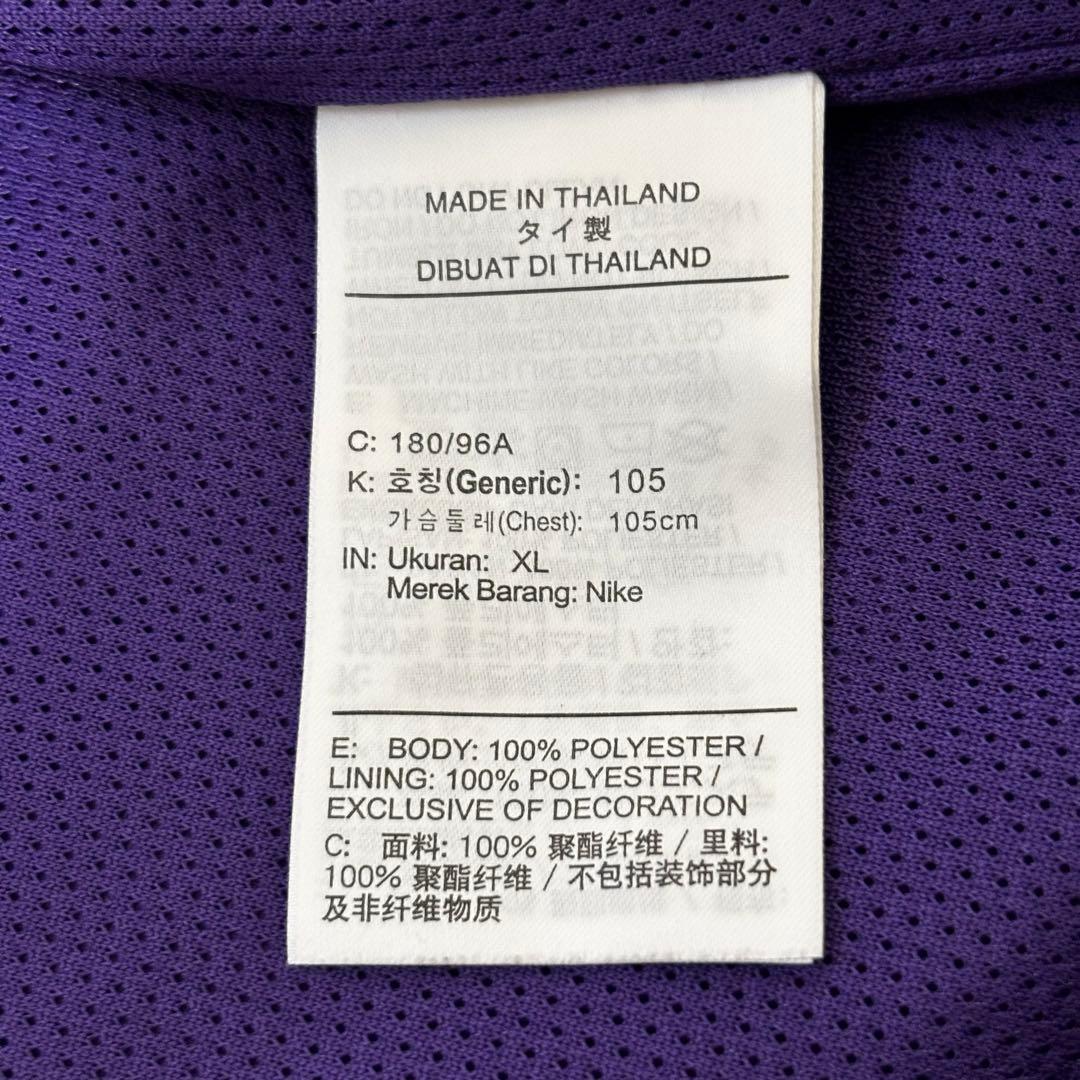 MADE IN THAILAND
タイ製
DIBUAT DI THAILAND
C: 180/96A
K: 호칭(Generic): 105
가슴둘레(Chest): 105cm
IN: Ukuran: XL
Merek Barang: Nike
E: BODY: 100% POLYESTER /
LINING: 100% POLYESTER /
EXCLUSIVE OF DECORATION
C: 面料: 100% 聚酯纤维 / 里料:
100% 聚酯纤维 / 不包括装饰部分
及非纤维物质